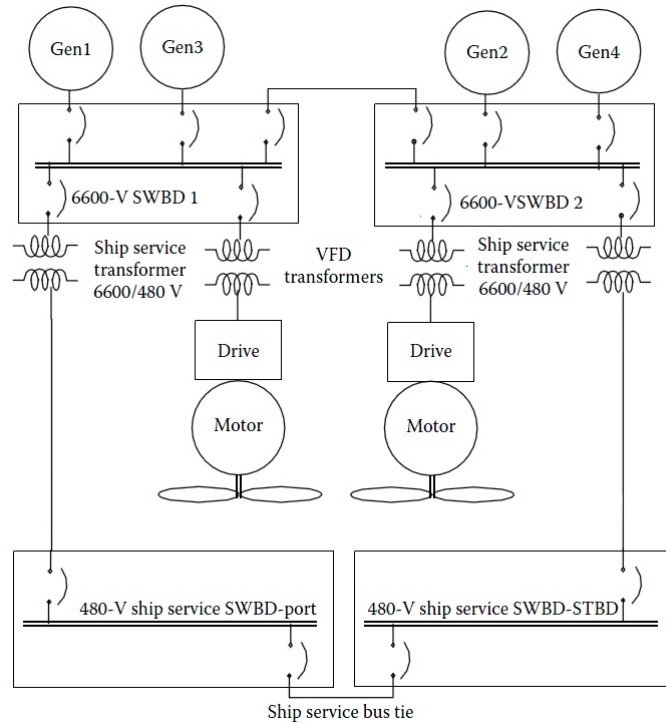 Gen1
Gen3
Gen2
Gen4
6600-V SWBD 1
6600-VSWBD 2
Ship service
transformer
6600/480 V
VFD
transformers
Ship service
transformer
6600/480 V
Drive
Drive
Motor
Motor
480-V ship service SWBD-port
480-V ship service SWBD-STBD
Ship service bus tie